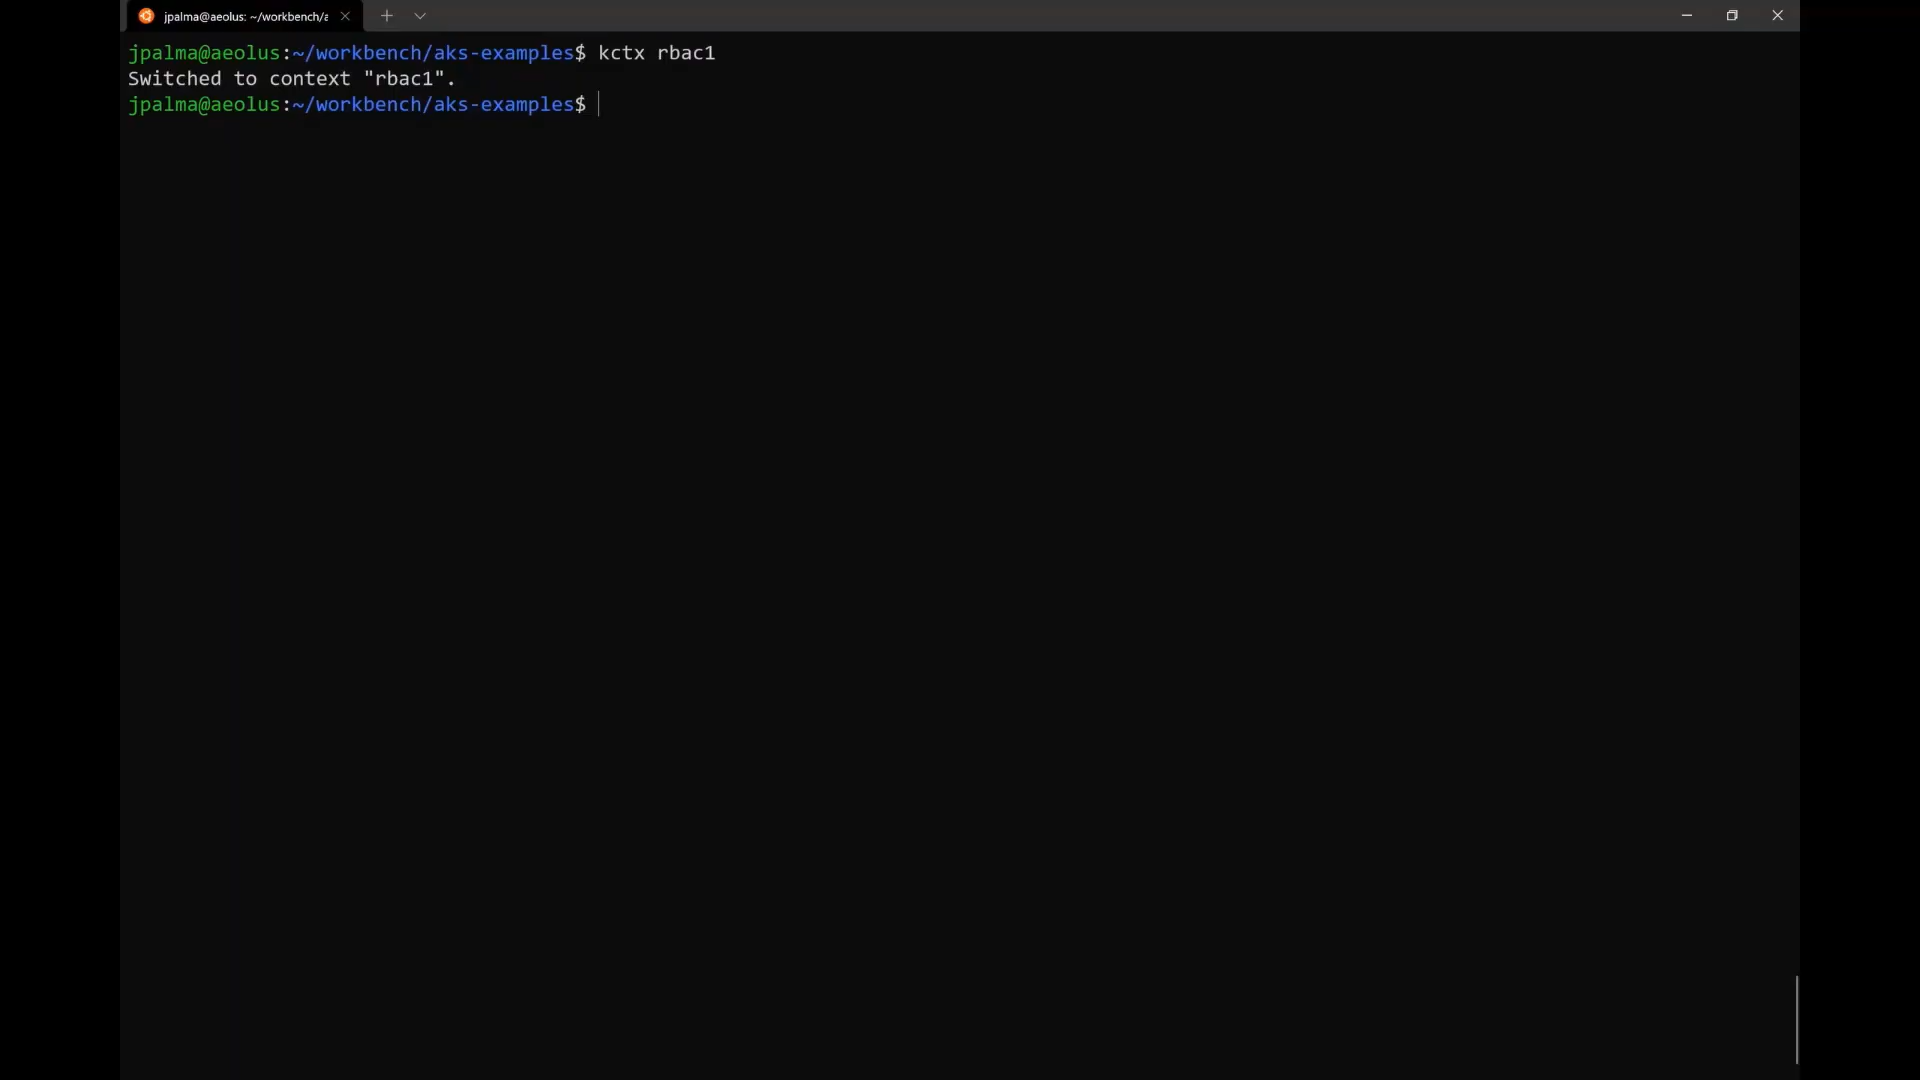 jpalma@aeolus: ~/workbench/a
jpalma@aeolus:~/workbench/aks-examples$ kctx rbac1
Switched to context "rbac1".
jpalma@aeolus:~/workbench/aks-examples$